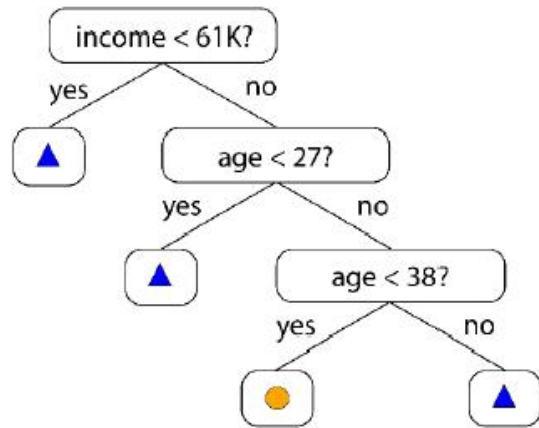 income < 61K?
yes
no
age < 27?
yes
no
age < 38?
yes
no